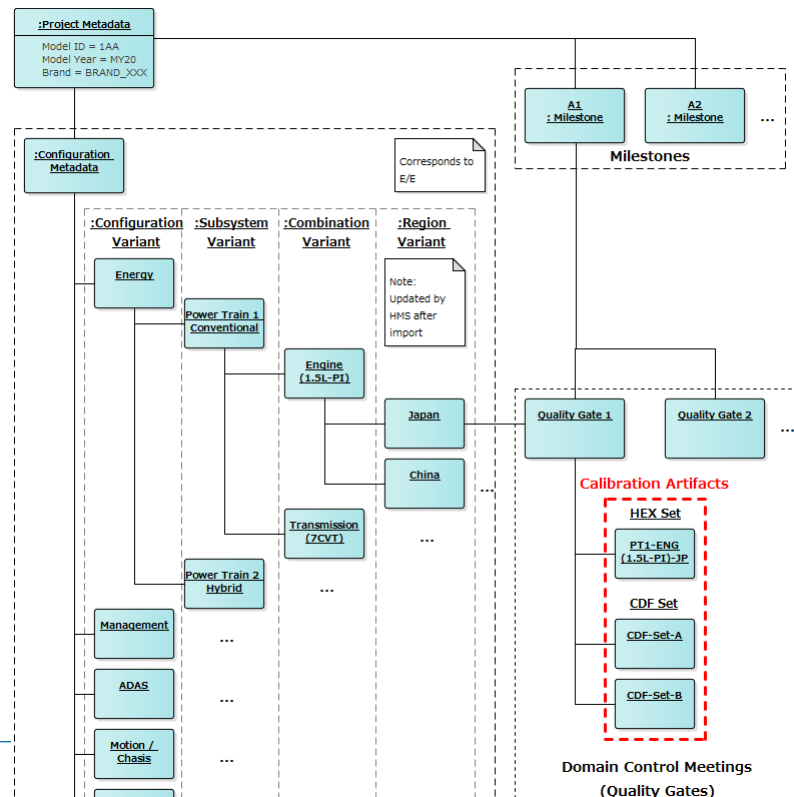 :Project Metadata
Model ID = 1AA
Model Year = MY20
Brand = BRAND_XXX
A1
: Milestone
A2
: Milestone
...
Milestones
:Configuration
Metadata
Corresponds to
E/E
:Configuration
Variant
:Subsystem
Variant
:Combination
Variant
:Region
Variant
Energy
Note:
Updated by
HMS after
import
Power Train 1
Conventional
Engine
(1.5L-PI)
Japan
China
...
Transmission
(7CVT)
...
Power Train 2
Hybrid
...
Management
...
ADAS
...
Motion /
Chasis
...
Quality Gate 1
Quality Gate 2
...
Calibration Artifacts
HEX Set
PT1-ENG
(1.5L-PI)-JP
CDF Set
CDF-Set-A
CDF-Set-B
Domain Control Meetings
(Quality Gates)